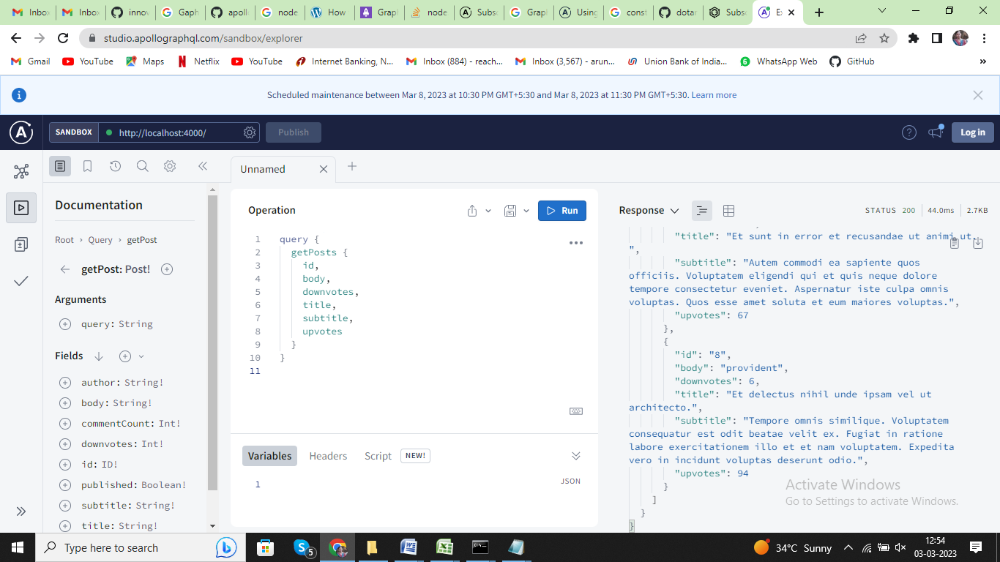 Inbox
Inbox
innov
Gaph
apoll
node
How
Grap
node
Subs
Grap
Using
const
dotan
Subs
Ex
studio.apollographql.com/sandbox/explorer
Gmail
YouTube
Maps
Netflix
YouTube
Internet Banking, N...
Inbox (884) - reach...
Inbox (3,567) - arun...
Union Bank of India...
WhatsApp Web
GitHub
»
Scheduled maintenance between Mar 8, 2023 at 10:30 PM GMT+5:30 and Mar 8, 2023 at 11:30 PM GMT+5:30. Learn more
SANDBOX
http://localhost:4000/
Publish
Log in
Unnamed
Documentation
Root › Query › getPost
getPost: Post!
Arguments
query: String
Fields
author: String!
body: String!
commentCount: Int!
downvotes: Int!
id: ID!
published: Boolean!
subtitle: String!
title: String!
Operation
Run
1 query {
2 getPosts {
3 id,
4 body,
5 downvotes,
6 title,
7 subtitle,
8 upvotes
9 }
10 }
11
Variables
Headers
Script
NEW!
1
JSON
Response
STATUS 200
44.0ms
2.7KB
"title": "Et sunt in error et recusandae ut animi ut.
",
"subtitle": "Autem commodi ea sapiente quos
officiis. Voluptatem eligendi qui et quis neque dolore
tempore consectetur eveniet. Aspernatur iste culpa omnis
voluptas. Quos esse amet soluta et eum maiores voluptas.",
"upvotes": 67
},
{
"id": "8",
"body": "provident",
"downvotes": 6,
"title": "Et delectus nihil unde ipsam vel ut
architecto.",
"subtitle": "Tempore omnis similique. Voluptatem
consequatur est odit beatae velit ex. Fugiat in ratione
labore exercitationem illo et et nam voluptatem. Expedita
vero in incidunt voluptas deserunt odio.",
"upvotes": 94
}
]
}
}
Activate Windows
Go to Settings to activate Windows.
Type here to search
5
34°C Sunny
12:54
03-03-2023